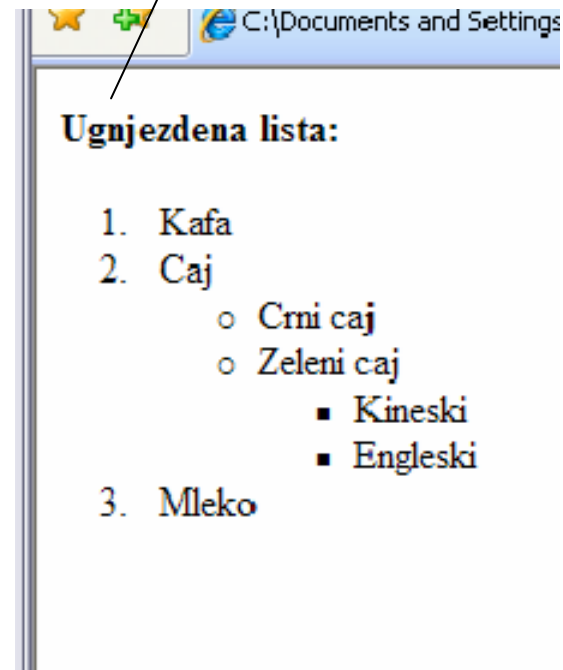 C:\Documents and Settings
Ugnjezdena lista:
1. Kafa
2. Caj
o Crni caj
o Zeleni caj
▪ Kineski
▪ Engleski
3. Mleko